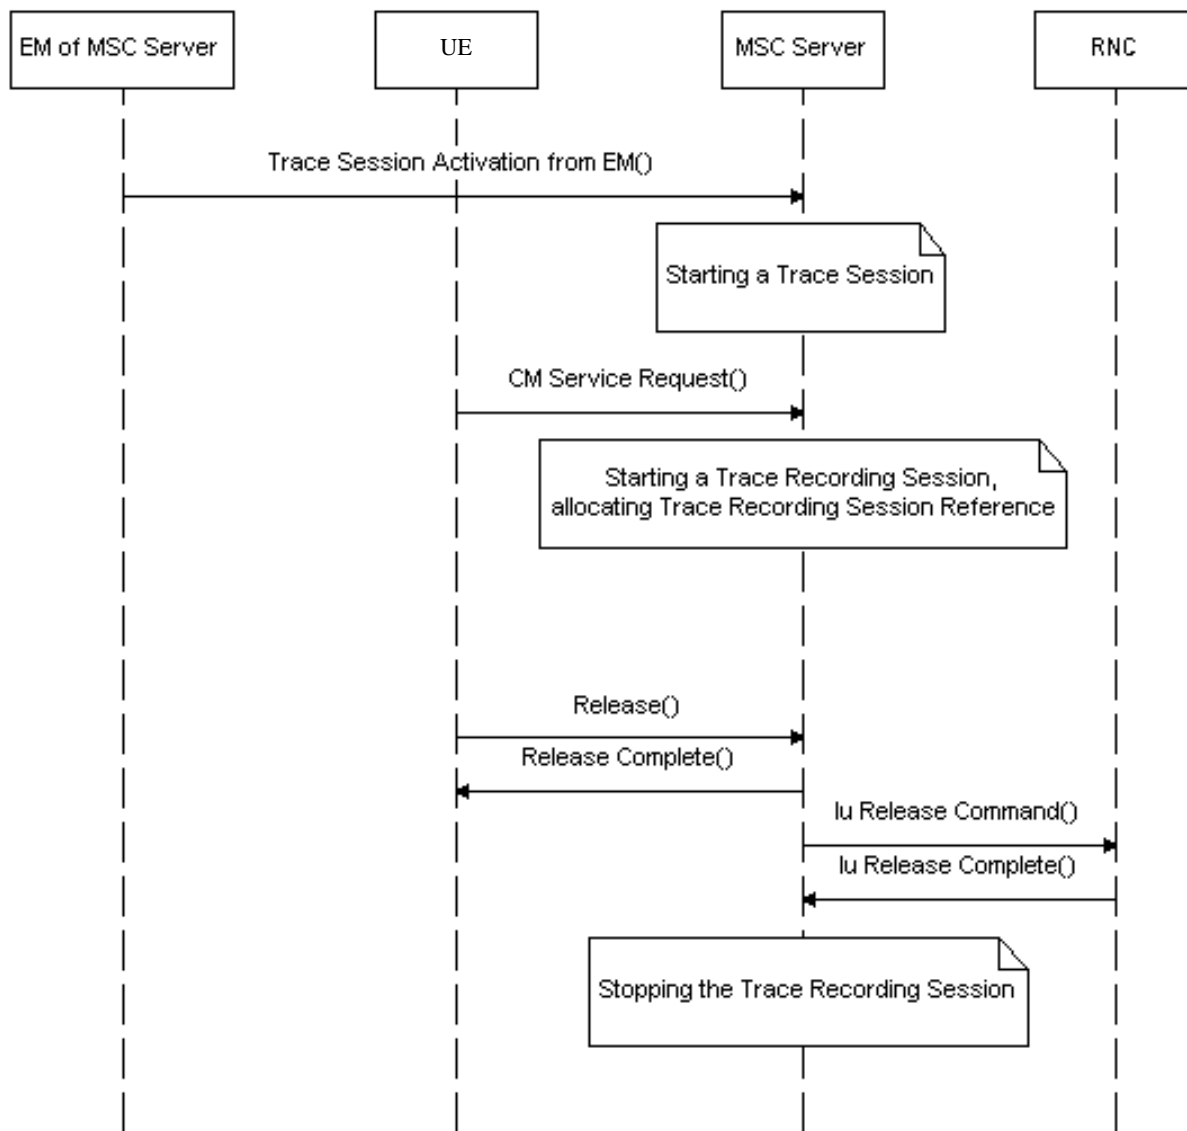 EM of MSC Server
UE
MSC Server
RNC
Trace Session Activation from EM()
Starting a Trace Session
CM Service Request()
Starting a Trace Recording Session,
allocating Trace Recording Session Reference
Release()
Release Complete()
Iu Release Command()
Iu Release Complete()
Stopping the Trace Recording Session